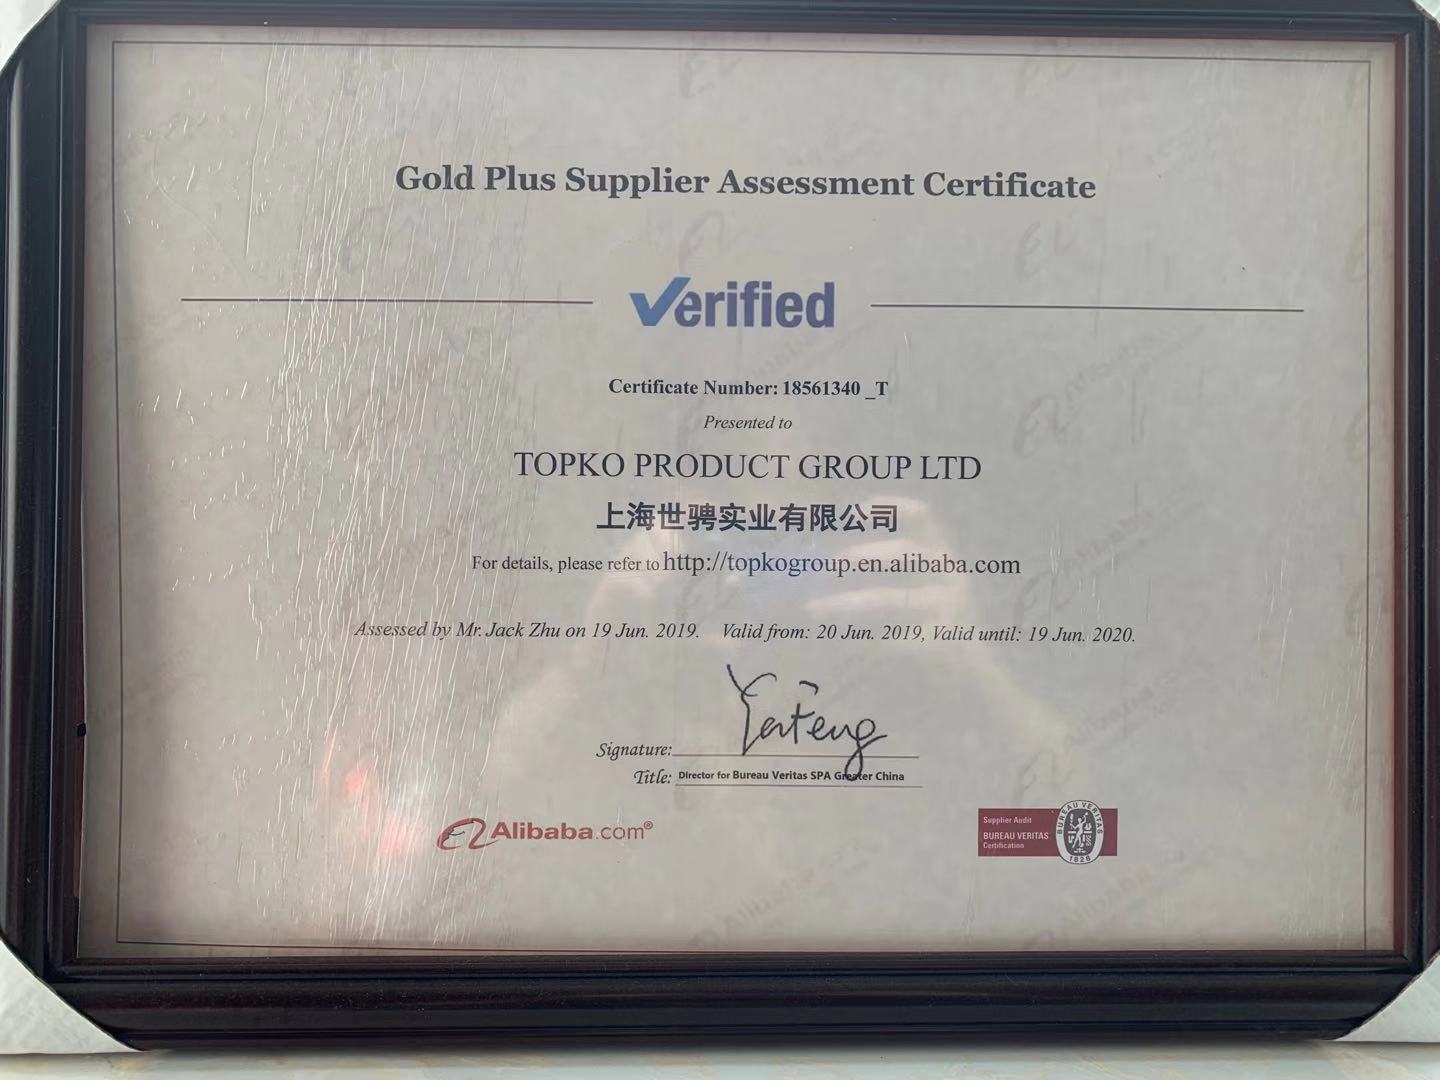 Gold Plus Supplier Assessment Certificate
Verified
Certificate Number: 18561340 _T
Presented to
TOPKO PRODUCT GROUP LTD
上海世骋实业有限公司
For details, please refer to http://topkogroup.en.alibaba.com
Assessed by Mr. Jack Zhu on 19 Jun. 2019. Valid from: 20 Jun. 2019, Valid until: 19 Jun. 2020.
Signature:
Title: Director for Bureau Veritas SPA Greater China
Alibaba.com®
Supplier Audit
BUREAU VERITAS
Certification
BUREAU VERITAS
1828